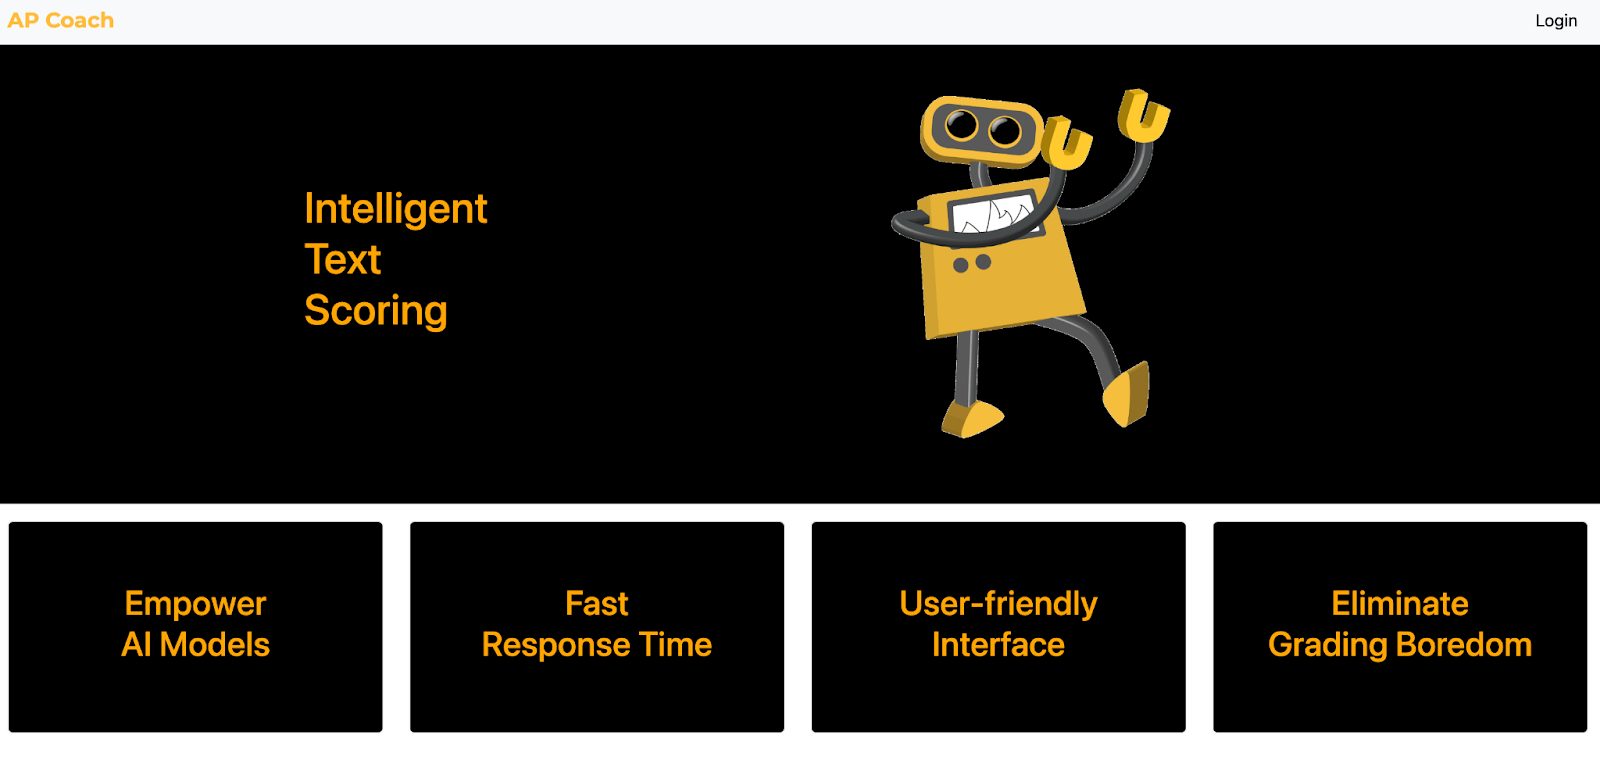 AP Coach
Login
Intelligent
Text
Scoring
Empower
AI Models
Fast
Response Time
User-friendly
Interface
Eliminate
Grading Boredom